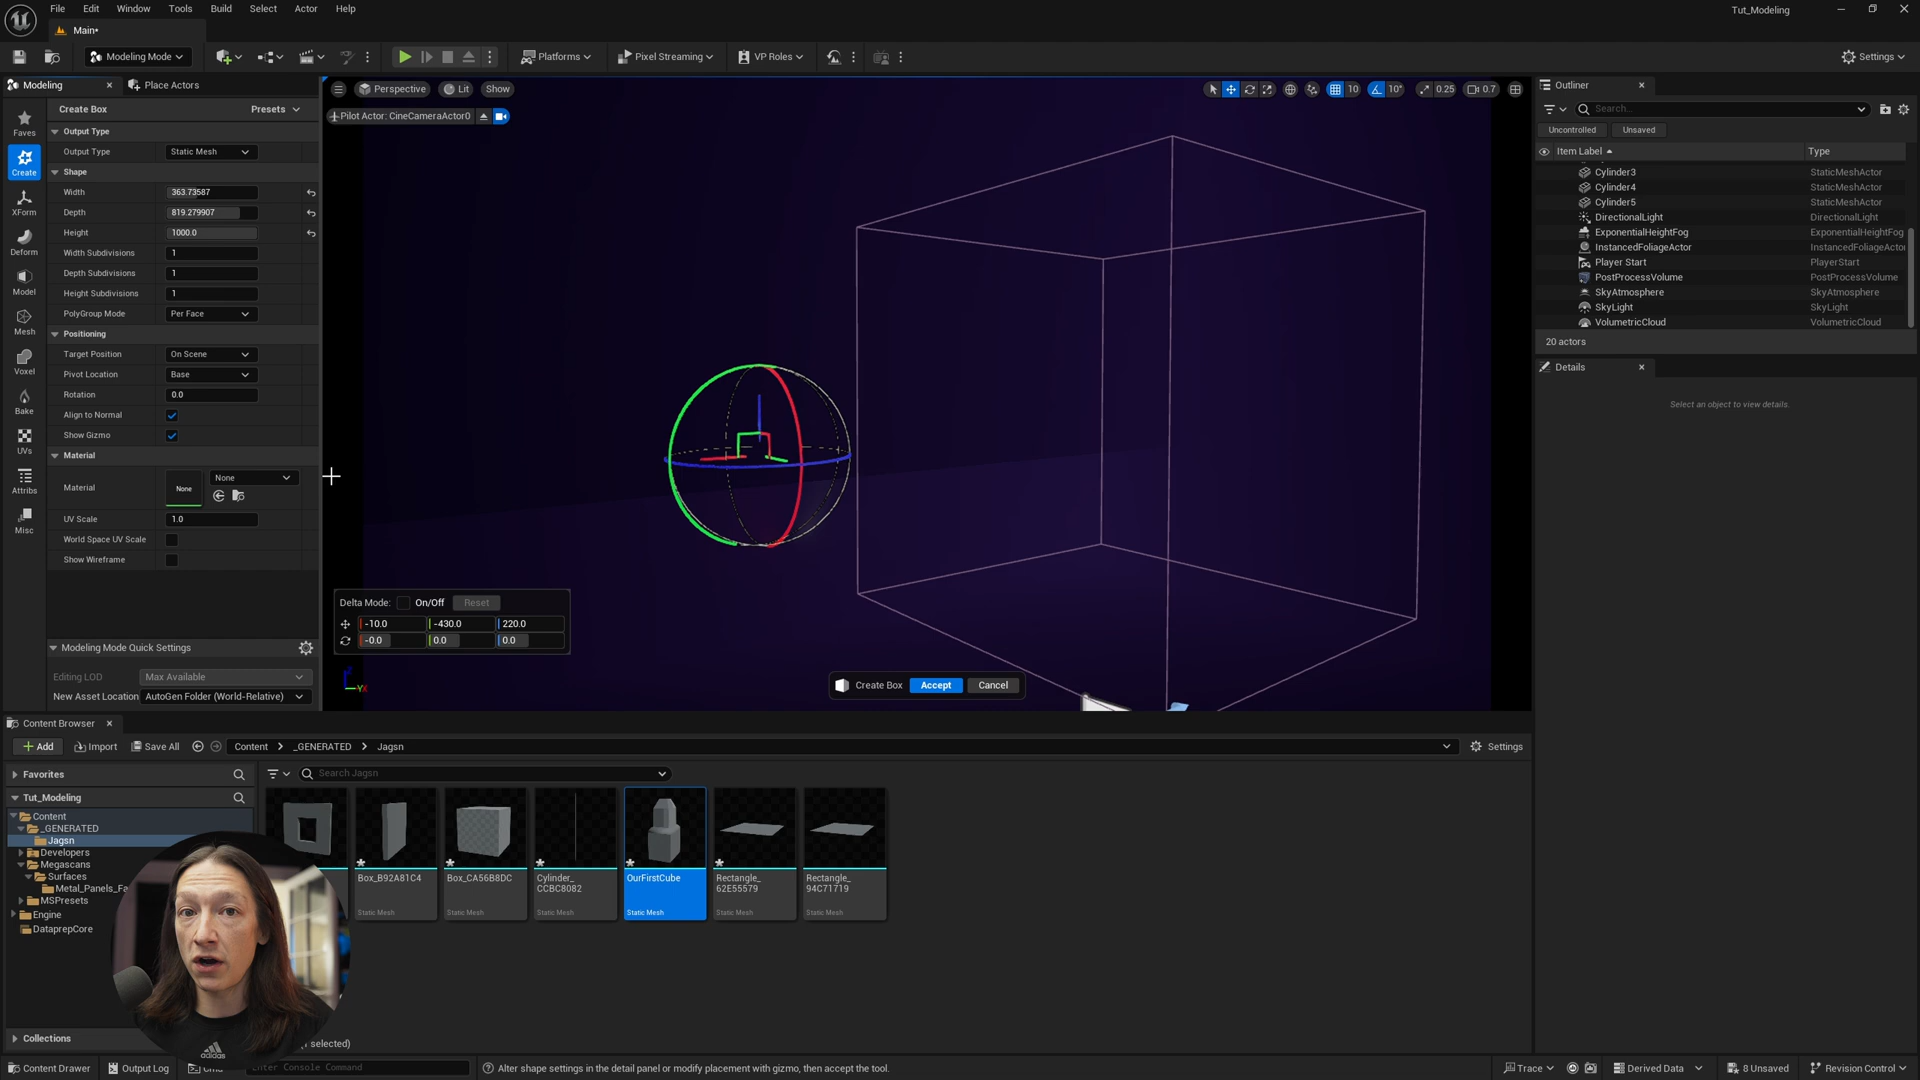 File Edit Window Tools Build Select Actor Help
Tut_Modeling
Main•
Modeling Mode
Platforms
Pixel Streaming
VP Roles
Settings
Modeling
Place Actors
Faves
Create
XForm
Deform
Model
Mesh
Voxel
Bake
UVs
Attribs
Misc
Create Box
Presets
Output Type
Output Type Static Mesh
Shape
Width 363.73587
Depth 819.279907
Height 1000.0
Width Subdivisions 1
Depth Subdivisions 1
Height Subdivisions 1
PolyGroup Mode Per Face
Positioning
Target Position On Scene
Pivot Location Base
Rotation 0.0
Align to Normal
Show Gizmo
Material
Material None None
UV Scale 1.0
World Space UV Scale
Show Wireframe
Modeling Mode Quick Settings
Editing LOD Max Available
New Asset Location AutoGen Folder (World-Relative)
Perspective Lit Show
10 10° 0.25 0.7
Pilot Actor: CineCameraActor0
Delta Mode: On/Off Reset
-10.0 -430.0 220.0
-0.0 0.0 0.0
Create Box Accept Cancel
Outliner
Search...
Uncontrolled Unsaved
Item Label Type
Cylinder3 StaticMeshActor
Cylinder4 StaticMeshActor
Cylinder5 StaticMeshActor
DirectionalLight DirectionalLight
ExponentialHeightFog ExponentialHeightFog
InstancedFoliageActor InstancedFoliageActor
Player Start PlayerStart
PostProcessVolume PostProcessVolume
SkyAtmosphere SkyAtmosphere
SkyLight SkyLight
VolumetricCloud VolumetricCloud
20 actors
Details
Select an object to view details.
Content Browser
Add Import Save All Content _GENERATED Jagsn Settings
Favorites
Tut_Modeling
Content
_GENERATED
Jagsn
Developers
Megascans
Surfaces
Metal_Panels_Fa
MSPresets
Engine
DataprepCore
Collections
Search Jagsn
Box_B92A81C4
Static Mesh
Box_CA56B8DC
Static Mesh
Cylinder_
CCBC8082
Static Mesh
OurFirstCube
Static Mesh
Rectangle_
62E55579
Static Mesh
Rectangle_
94C71719
Static Mesh
selected)
adidas
Content Drawer Output Log Cmd Enter Console Command
Alter shape settings in the detail panel or modify placement with gizmo, then accept the tool.
Trace Derived Data 8 Unsaved Revision Control